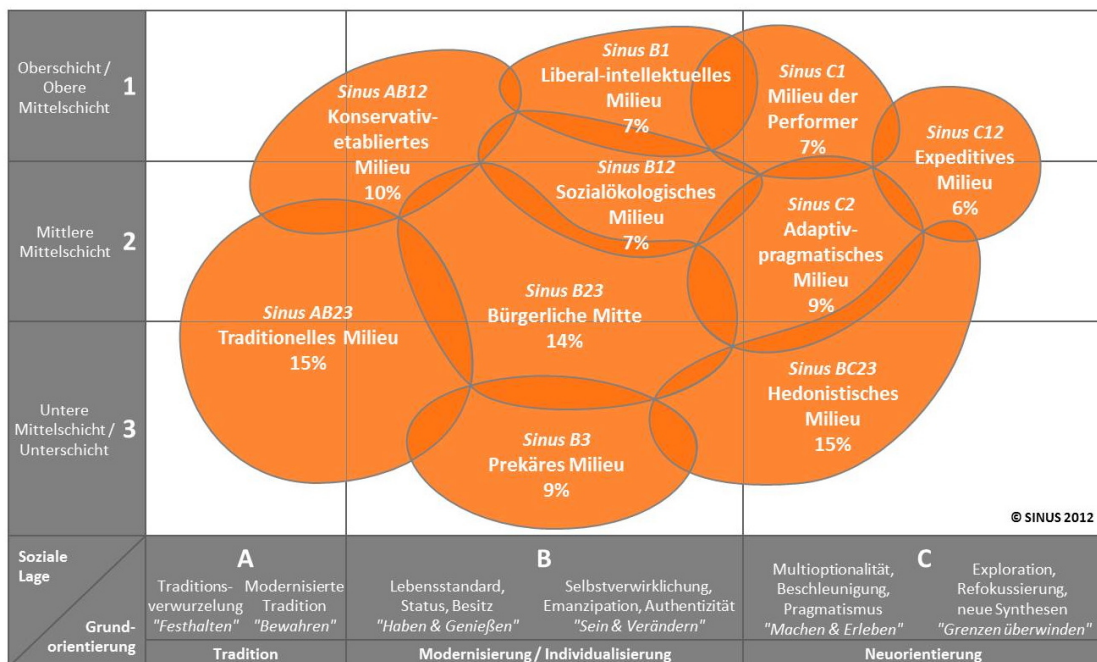 Oberschicht /
Obere
Mittelschicht
1
Mittlere
Mittelschicht
2
Untere
Mittelschicht /
Unterschicht
3
Sinus AB12
Konservativ-
etabliertes
Milieu
10%
Sinus B1
Liberal-intellektuelles
Milieu
7%
Sinus C1
Milieu der
Performer
7%
Sinus C12
Expeditives
Milieu
6%
Sinus B12
Sozialökologisches
Milieu
7%
Sinus C2
Adaptiv-
pragmatisches
Milieu
9%
Sinus AB23
Traditionelles Milieu
15%
Sinus B23
Bürgerliche Mitte
14%
Sinus BC23
Hedonistisches
Milieu
15%
Sinus B3
Prekäres Milieu
9%
© SINUS 2012
Soziale
Lage
Grund-
orientierung
A
Traditions-
verwurzelung
"Festhalten"
Modernisierte
Tradition
"Bewahren"
Tradition
B
Lebensstandard,
Status, Besitz
"Haben & Genießen"
Selbstverwirklichung,
Emanzipation, Authentizität
"Sein & Verändern"
Modernisierung / Individualisierung
C
Multioptionalität,
Beschleunigung,
Pragmatismus
"Machen & Erleben"
Exploration,
Refokussierung,
neue Synthesen
"Grenzen überwinden"
Neuorientierung